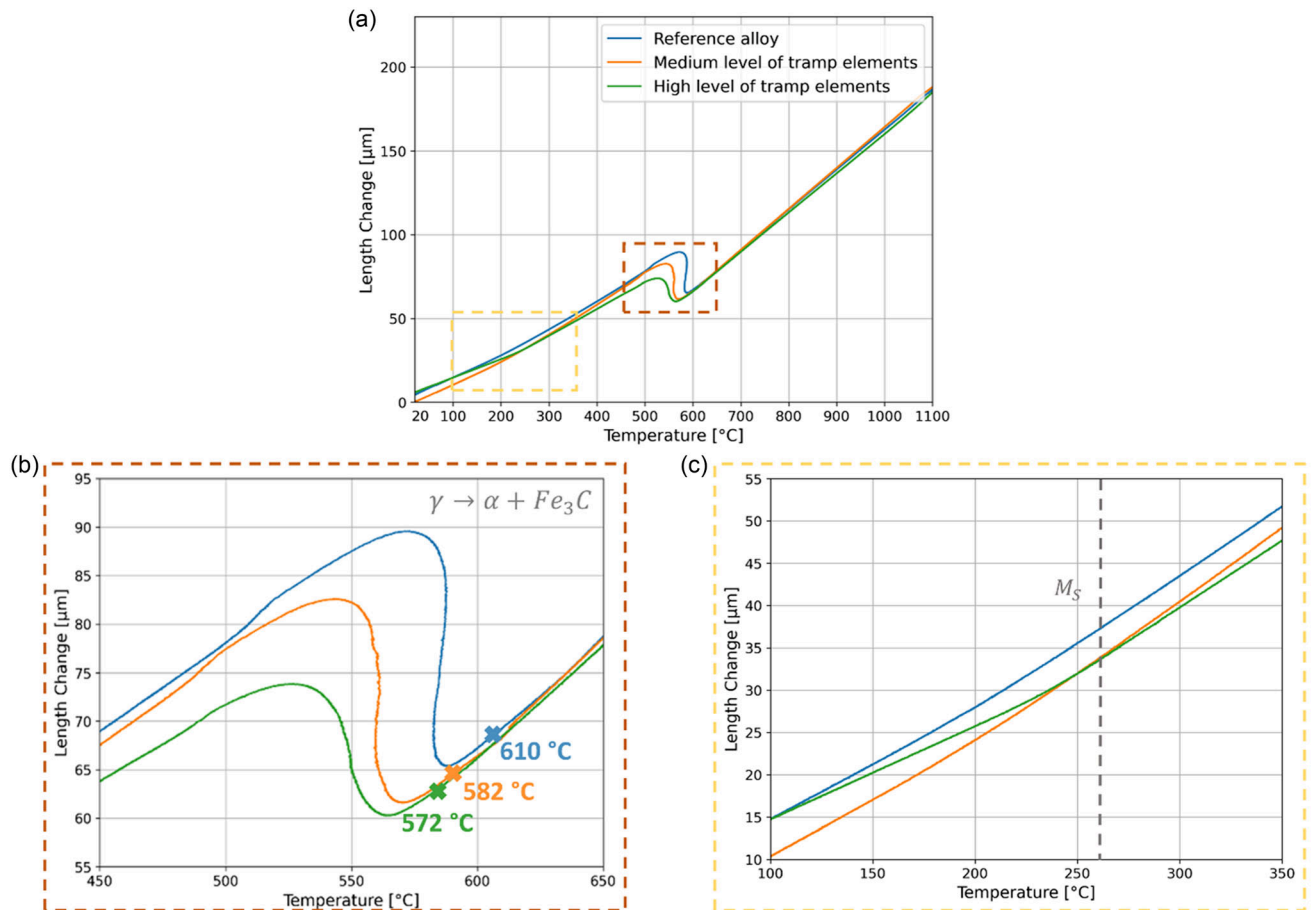 (a)
Reference alloy
Medium level of tramp elements
High level of tramp elements
Length Change [µm]
200
150
100
50
0
20 100 200 300 400 500 600 700 800 900 1000 1100
Temperature [°C]
(b)
γ → α + Fe₃C
Length Change [µm]
95
90
85
80
75
70
65
60
55
610 °C
582 °C
572 °C
450 500 550 600 650
Temperature [°C]
(c)
Length Change [µm]
55
50
45
40
35
30
25
20
15
10
M_S
100 150 200 250 300 350
Temperature [°C]